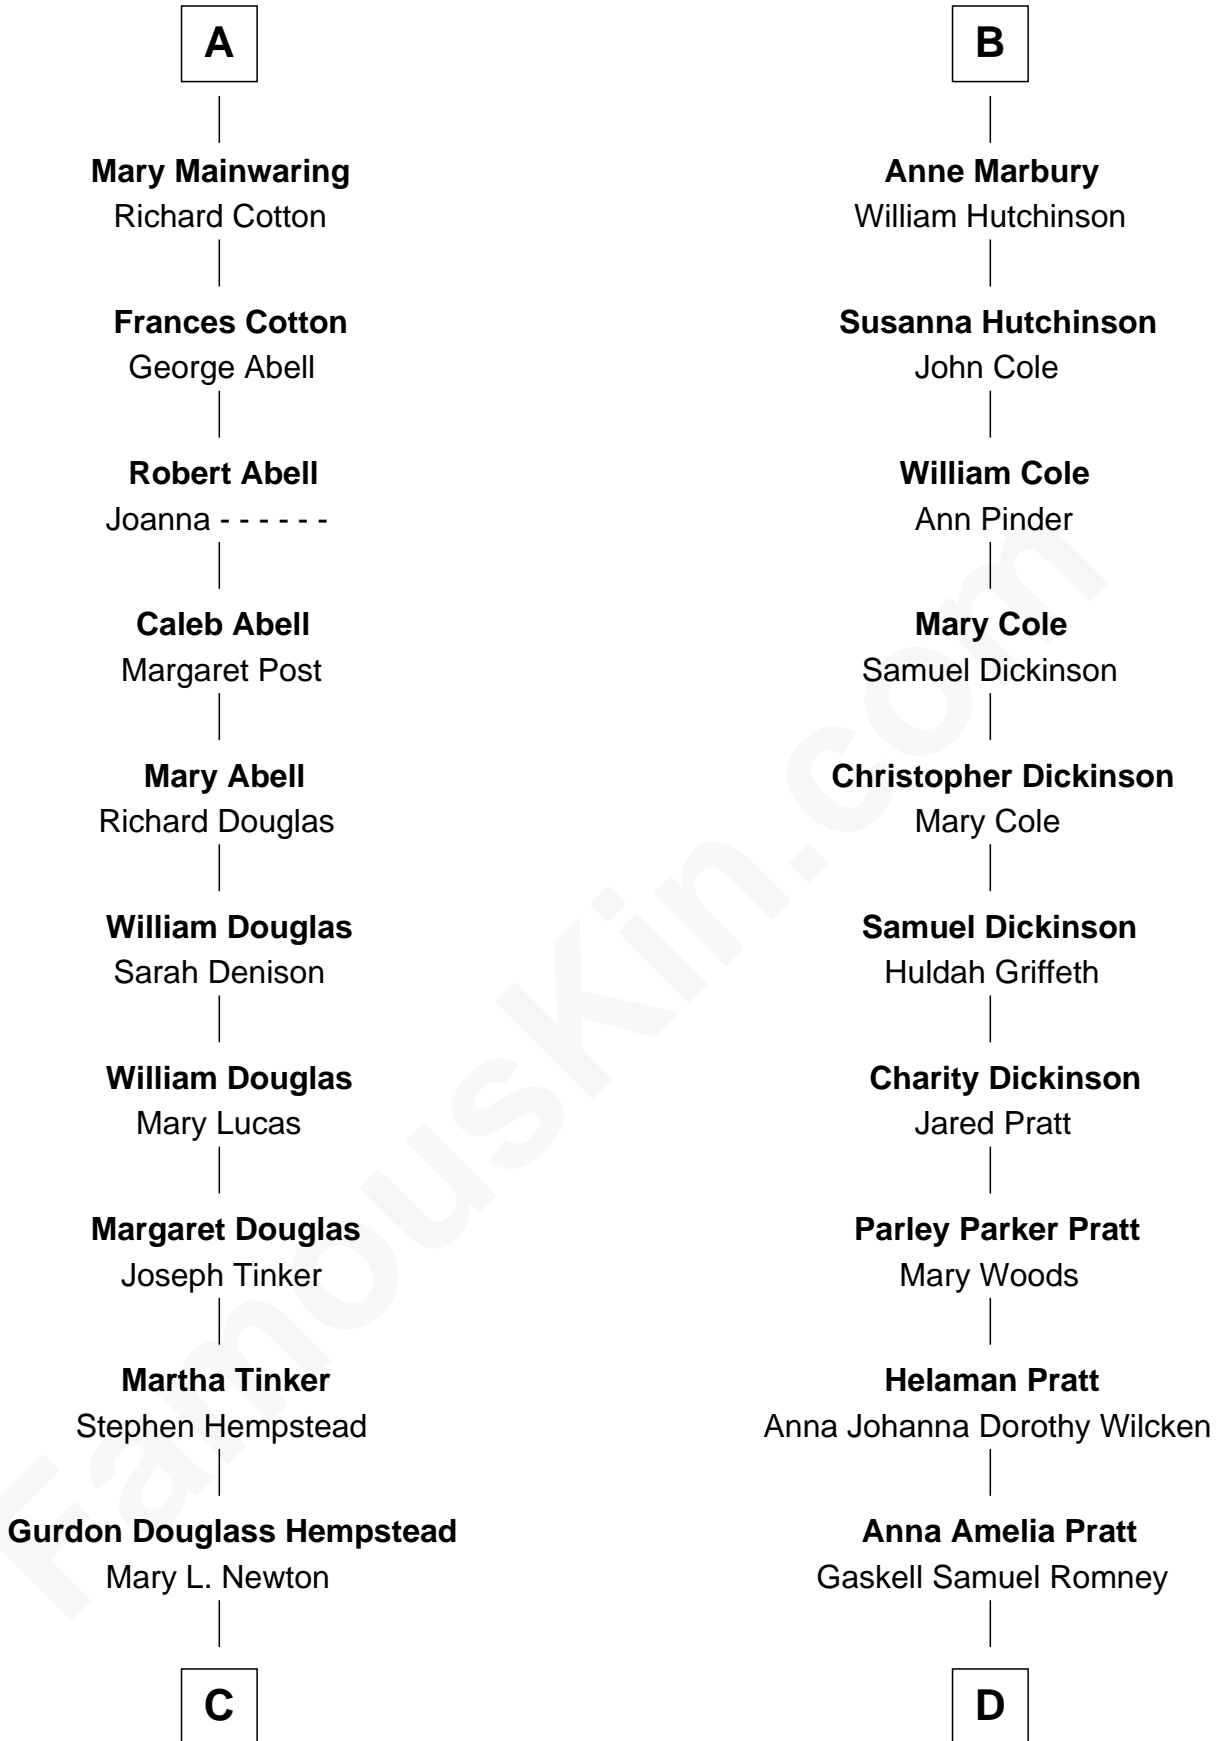 A
Mary Mainwaring
Richard Cotton
Frances Cotton
George Abell
Robert Abell
Joanna - - - - - -
Caleb Abell
Margaret Post
Mary Abell
Richard Douglas
William Douglas
Sarah Denison
William Douglas
Mary Lucas
Margaret Douglas
Joseph Tinker
Martha Tinker
Stephen Hempstead
Gurdon Douglass Hempstead
Mary L. Newton
C
B
Anne Marbury
William Hutchinson
Susanna Hutchinson
John Cole
William Cole
Ann Pinder
Mary Cole
Samuel Dickinson
Christopher Dickinson
Mary Cole
Samuel Dickinson
Huldah Griffeth
Charity Dickinson
Jared Pratt
Parley Parker Pratt
Mary Woods
Helaman Pratt
Anna Johanna Dorothy Wilcken
Anna Amelia Pratt
Gaskell Samuel Romney
D
FamousKin.com